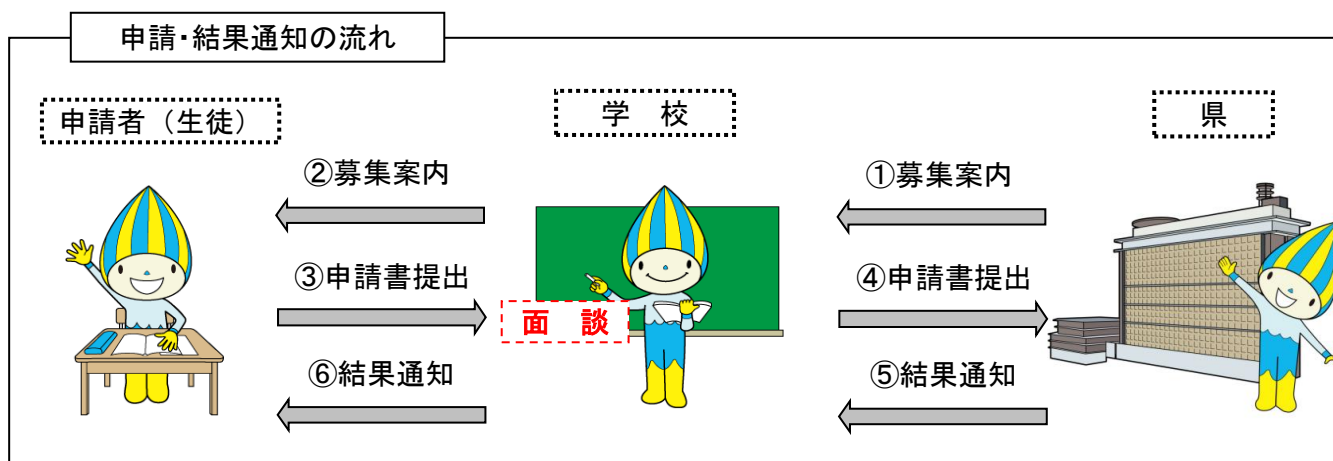 申請・結果通知の流れ
申請者（生徒）
学　校
県
②募集案内
①募集案内
③申請書提出
④申請書提出
面　談
⑥結果通知
⑤結果通知